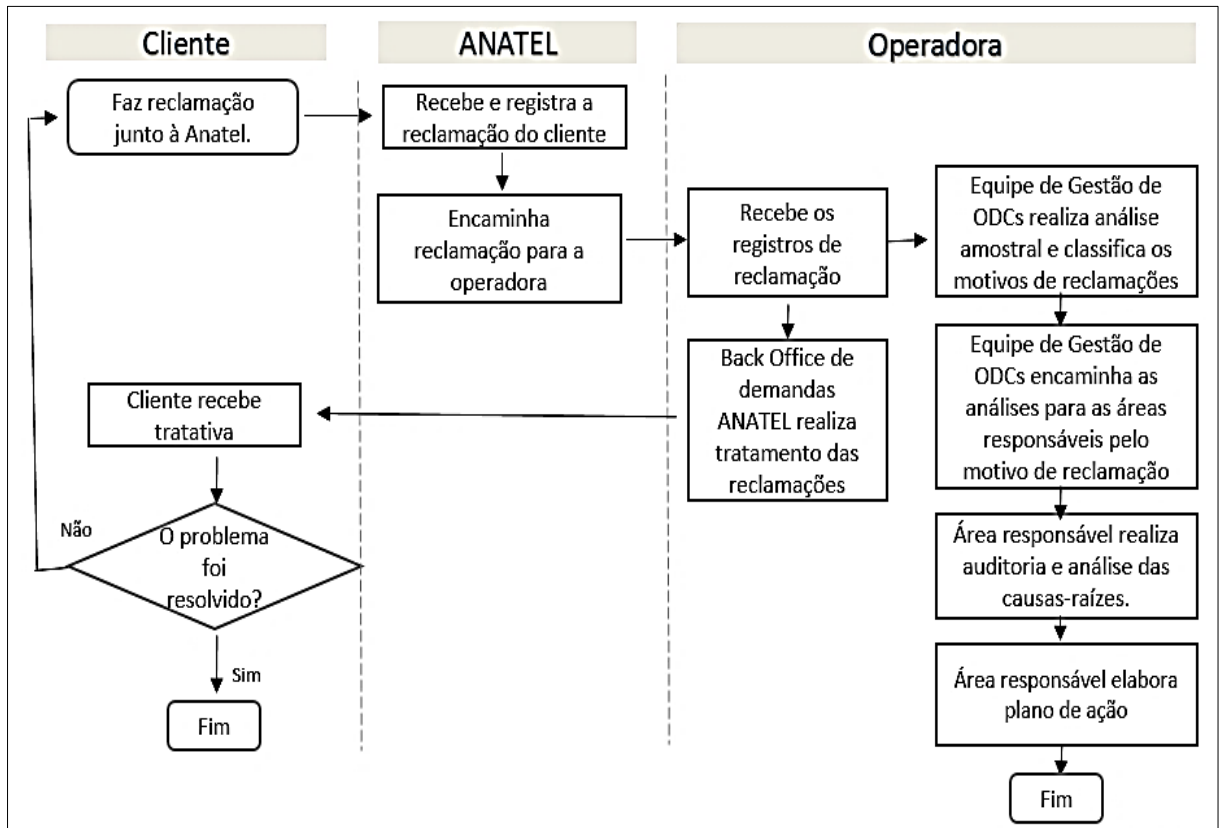 Cliente
ANATEL
Operadora
Faz reclamação
junto à Anatel.
Recebe e registra a
reclamação do cliente
Encaminha
reclamação para a
operadora
Recebe os
registros de
reclamação
Equipe de Gestão de
ODCs realiza análise
amostral e classifica os
motivos de reclamações
Back Office de
demandas
ANATEL realiza
tratamento das
reclamações
Equipe de Gestão de
ODCs encaminha as
análises para as áreas
responsáveis pelo
motivo de reclamação
Cliente recebe
tratativa
Não
O problema
foi
resolvido?
Sim
Fim
Área responsável realiza
auditoria e análise das
causas-raízes.
Área responsável elabora
plano de ação
Fim